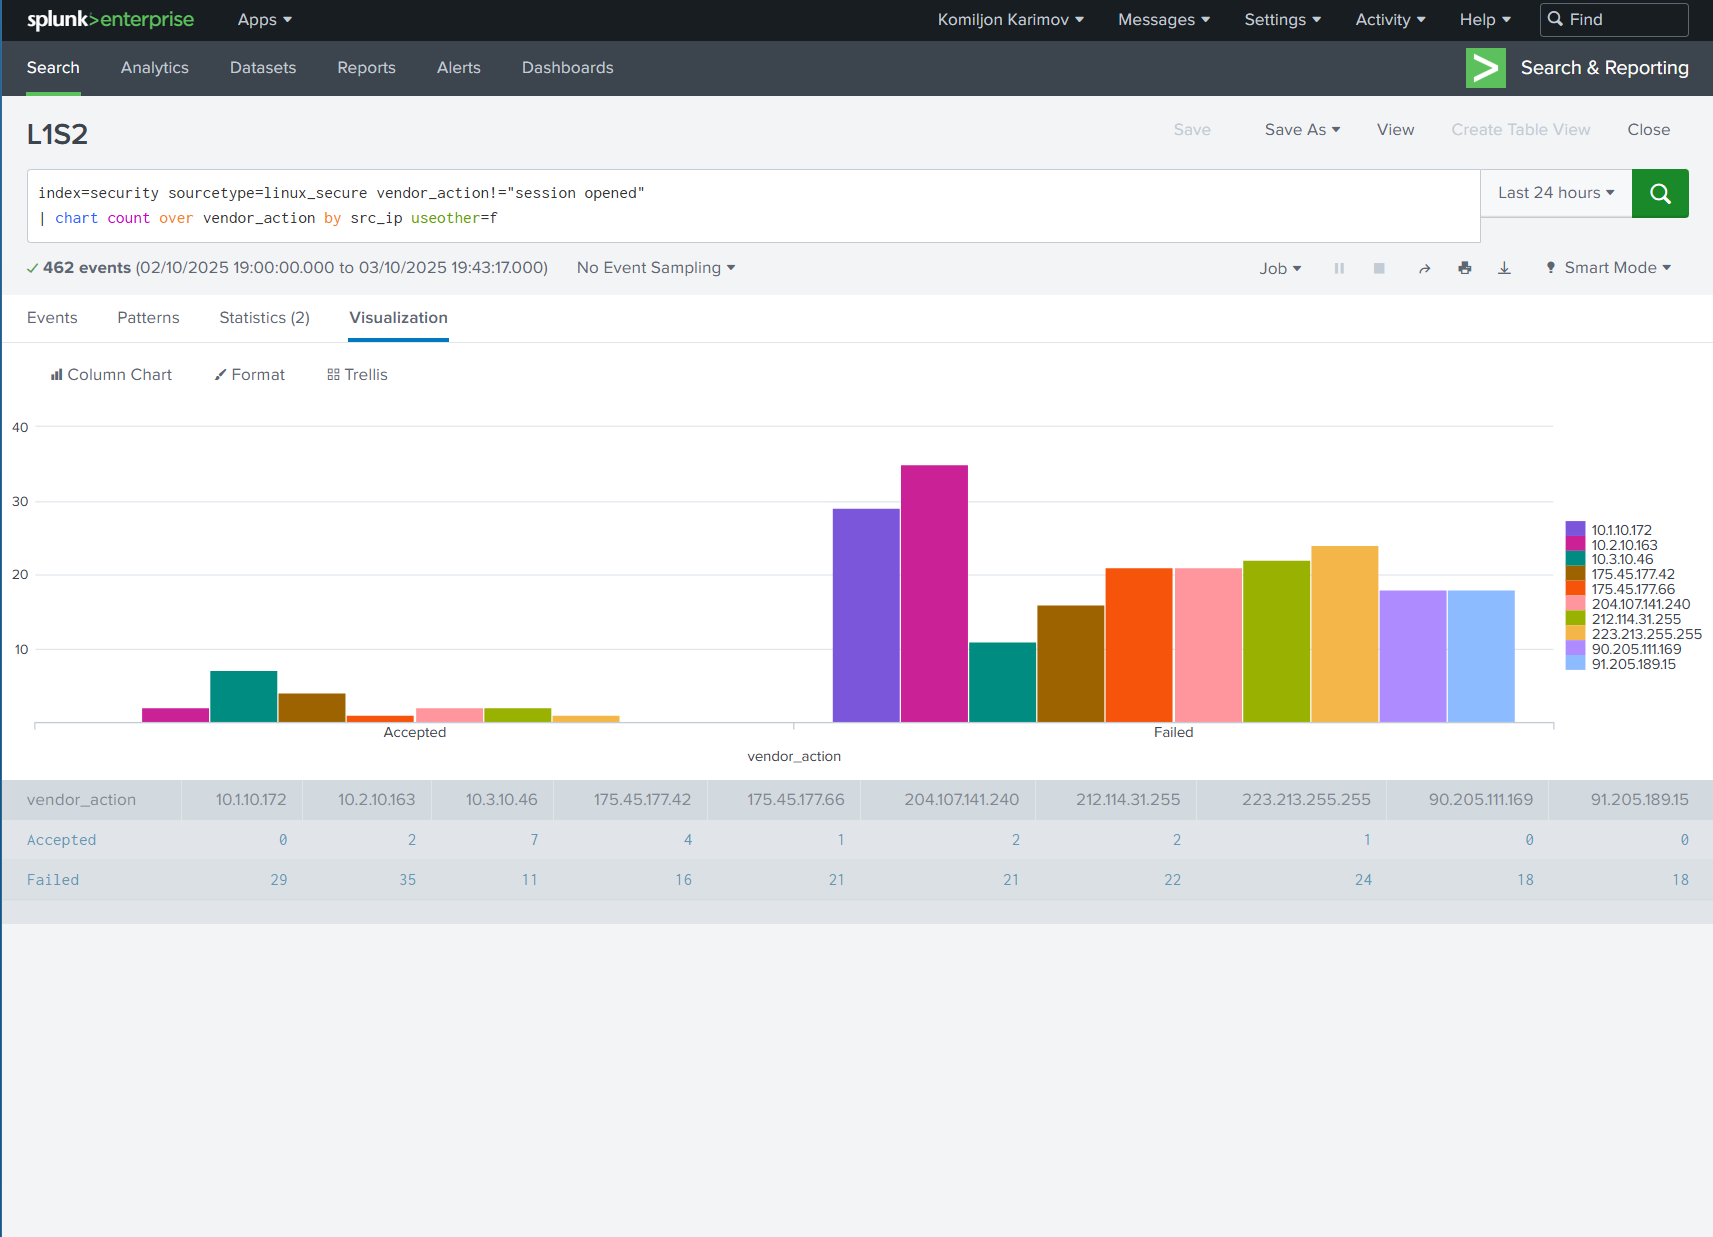 splunk>enterprise Apps Komiljon Karimov Messages Settings Activity Help Find
Search Analytics Datasets Reports Alerts Dashboards Search & Reporting
L1S2 Save Save As View Create Table View Close
index=security sourcetype=linux_secure vendor_action!="session opened" Last 24 hours
| chart count over vendor_action by src_ip useother=f
462 events (02/10/2025 19:00:00.000 to 03/10/2025 19:43:17.000) No Event Sampling Job Smart Mode
Events Patterns Statistics (2) Visualization
Column Chart Format Trellis
40
30
20
10
10.1.10.172
10.2.10.163
10.3.10.46
175.45.177.42
175.45.177.66
204.107.141.240
212.114.31.255
223.213.255.255
90.205.111.169
91.205.189.15
Accepted Failed
vendor_action
vendor_action 10.1.10.172 10.2.10.163 10.3.10.46 175.45.177.42 175.45.177.66 204.107.141.240 212.114.31.255 223.213.255.255 90.205.111.169 91.205.189.15
Accepted 0 2 7 4 1 2 2 1 0 0
Failed 29 35 11 16 21 21 22 24 18 18